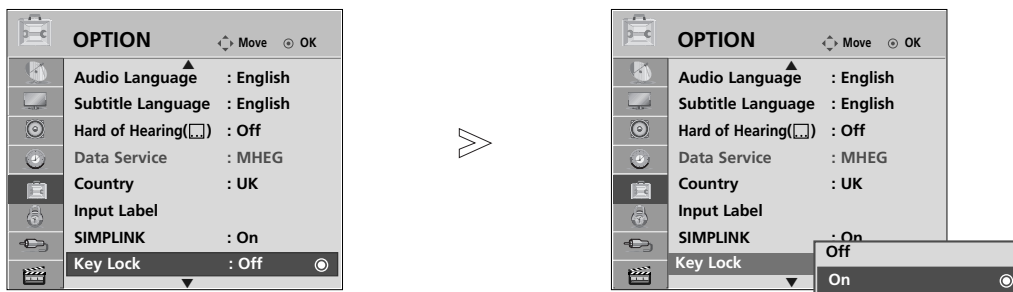 OPTION Move OK
Audio Language : English
Subtitle Language : English
Hard of Hearing( ) : Off
Data Service : MHEG
Country : UK
Input Label
SIMPLINK : On
Key Lock : Off
OPTION Move OK
Audio Language : English
Subtitle Language : English
Hard of Hearing( ) : Off
Data Service : MHEG
Country : UK
Input Label
SIMPLINK : On
Key Lock
Off
On